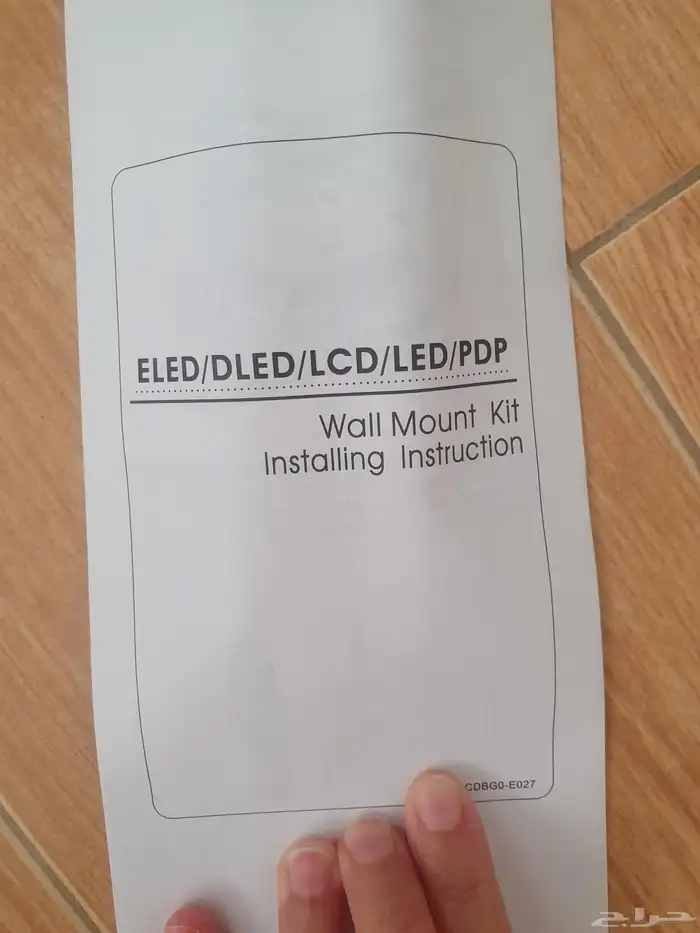 ELED/DLED/LCD/LED/PDP
Wall Mount Kit
Installing Instruction
CDBG0-E027
حراج